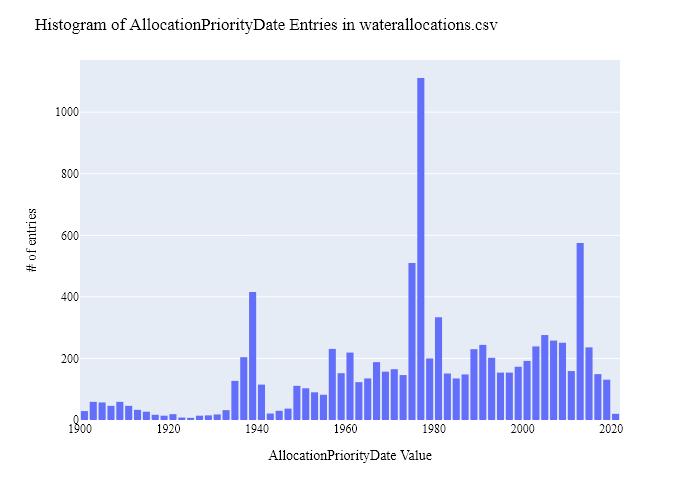 Histogram of AllocationPriorityDate Entries in waterallocations.csv
1000
800
600
400
200
0
# of entries
1900 1920 1940 1960 1980 2000 2020
AllocationPriorityDate Value